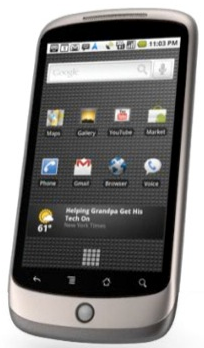 11:03 PM
Google
Maps Gallery YouTube Market
Phone Gmail Browser Voice
Helping Grandpa Get His
61° Tech On
New York Times